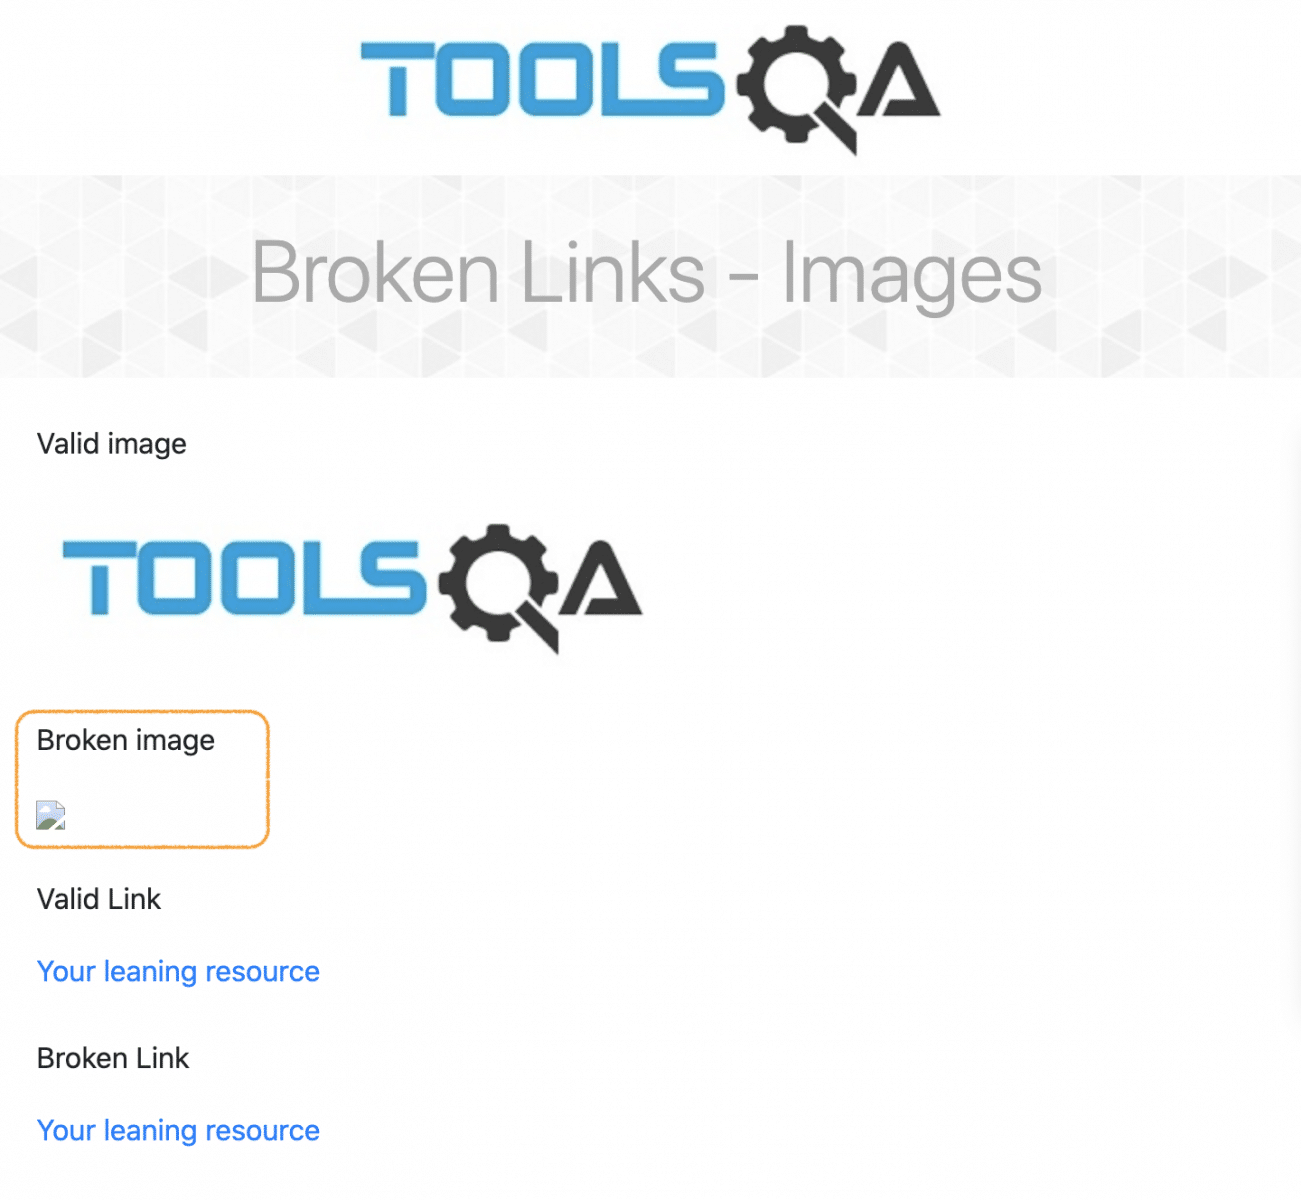 TOOLSQA
Broken Links - Images
Valid image
TOOLSQA
Broken image
Valid Link
Your leaning resource
Broken Link
Your leaning resource